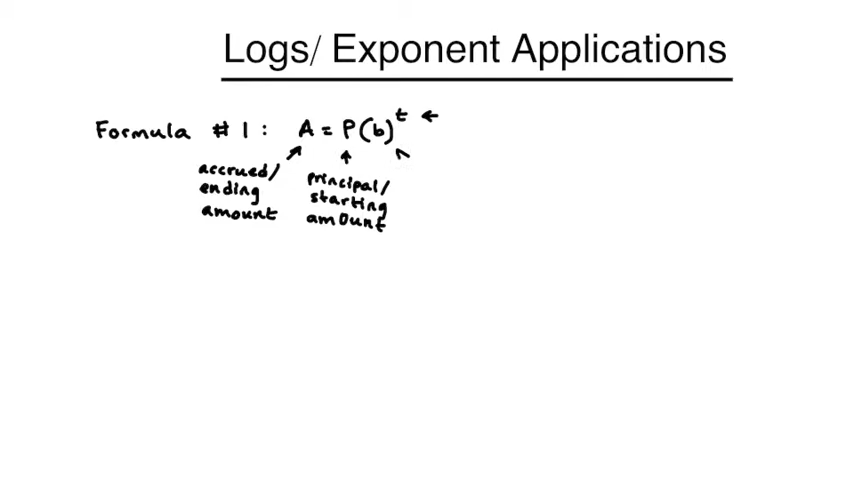 Logs/ Exponent Applications
Formula #1: A = P(b)^t
accrued/
ending
amount
principal/
starting
amount